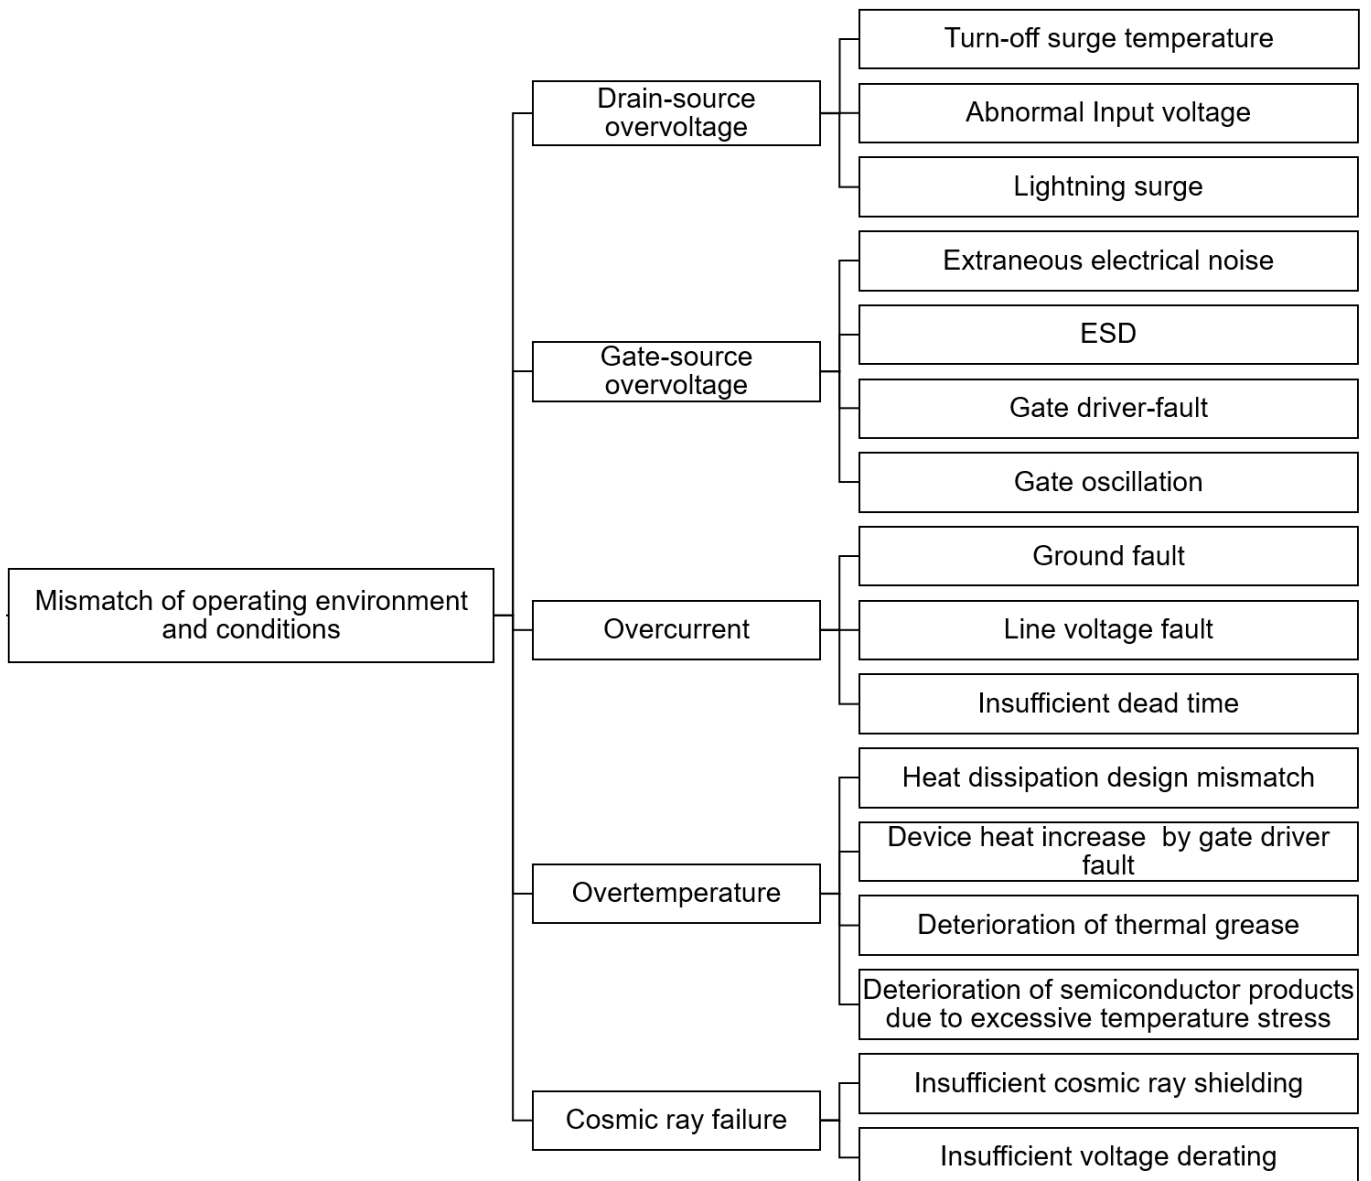 Turn-off surge temperature
Drain-source
overvoltage
Abnormal Input voltage
Lightning surge
Extraneous electrical noise
ESD
Gate-source
overvoltage
Gate driver-fault
Gate oscillation
Ground fault
Mismatch of operating environment
and conditions
Overcurrent
Line voltage fault
Insufficient dead time
Heat dissipation design mismatch
Device heat increase  by gate driver
fault
Overtemperature
Deterioration of thermal grease
Deterioration of semiconductor products
due to excessive temperature stress
Insufficient cosmic ray shielding
Cosmic ray failure
Insufficient voltage derating